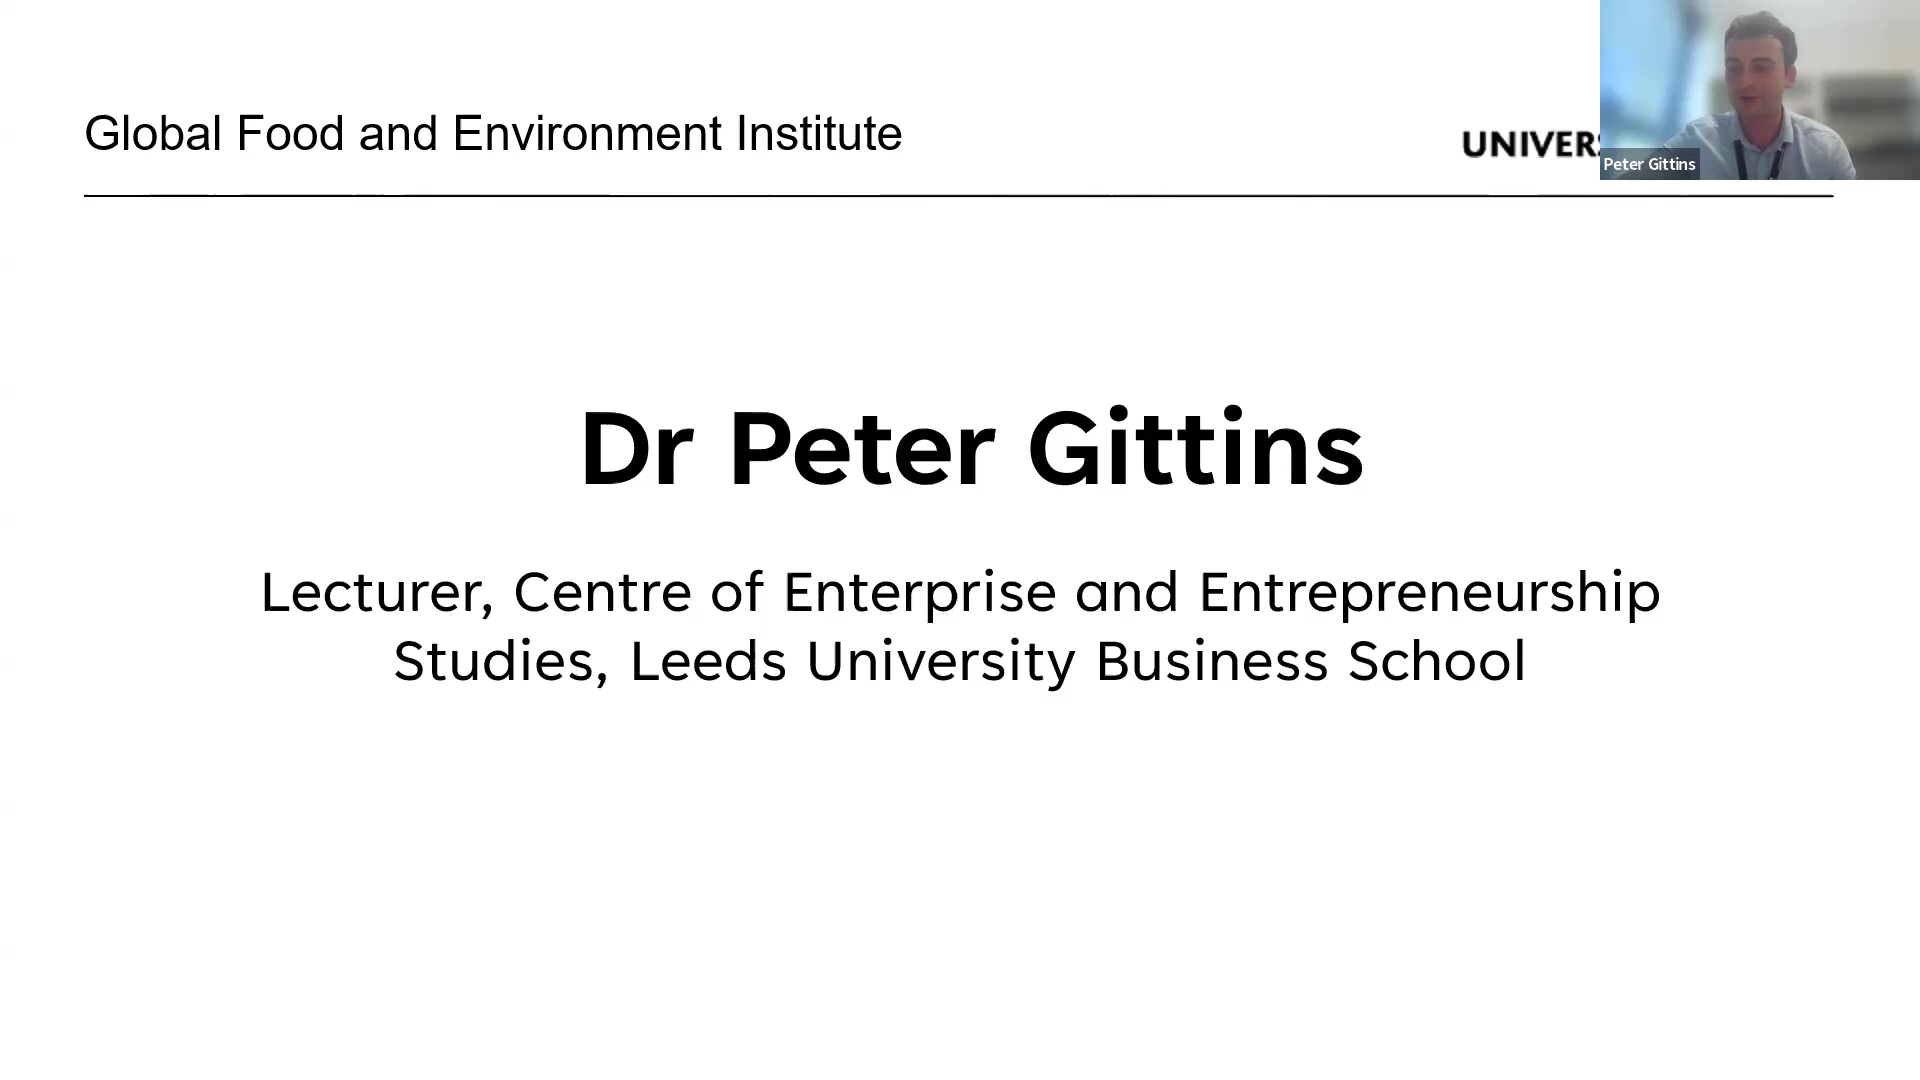 Global Food and Environment Institute
Peter Gittins
Dr Peter Gittins
Lecturer, Centre of Enterprise and Entrepreneurship
Studies, Leeds University Business School